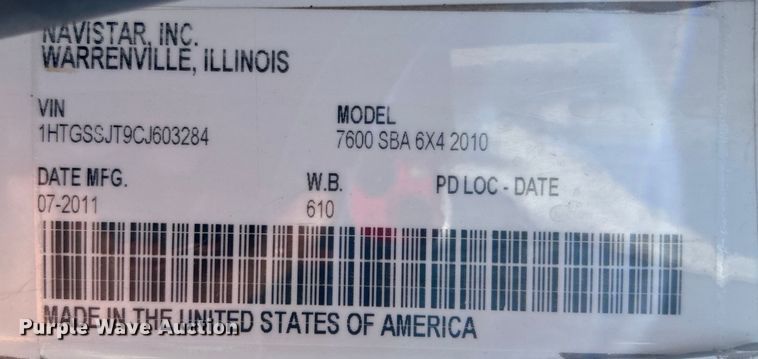 NAVISTAR, INC.
WARRENVILLE, ILLINOIS
VIN MODEL
1HTGSSJT9CJ603284 7600 SBA 6X4 2010
DATE MFG. W.B. PD LOC - DATE
07-2011 610
MADE IN THE UNITED STATES OF AMERICA
Purple Wave Auction